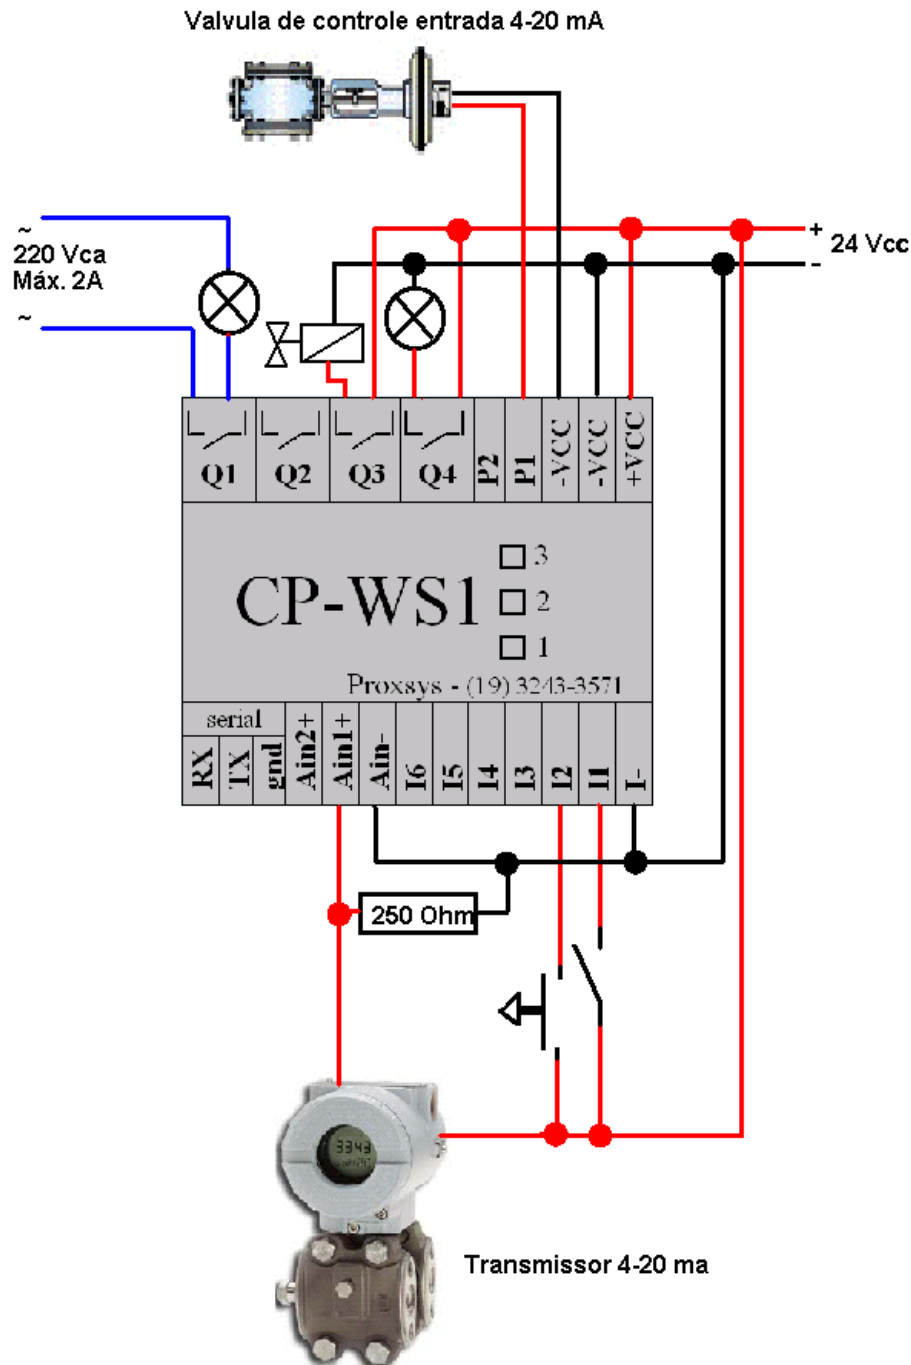 Valvula de controle entrada 4-20 mA
~
220 Vca
Máx. 2A
~
+
24 Vcc
-
Q1
Q2
Q3
Q4
P2
P1
-VCC
-VCC
+VCC
3
CP-WS1
2
1
Proxsys - (19) 3243-3571
serial
RX
TX
gnd
Ain2+
Ain1+
Ain-
I6
I5
I4
I3
I2
I1
I-
250 Ohm
3343
Transmissor 4-20 ma